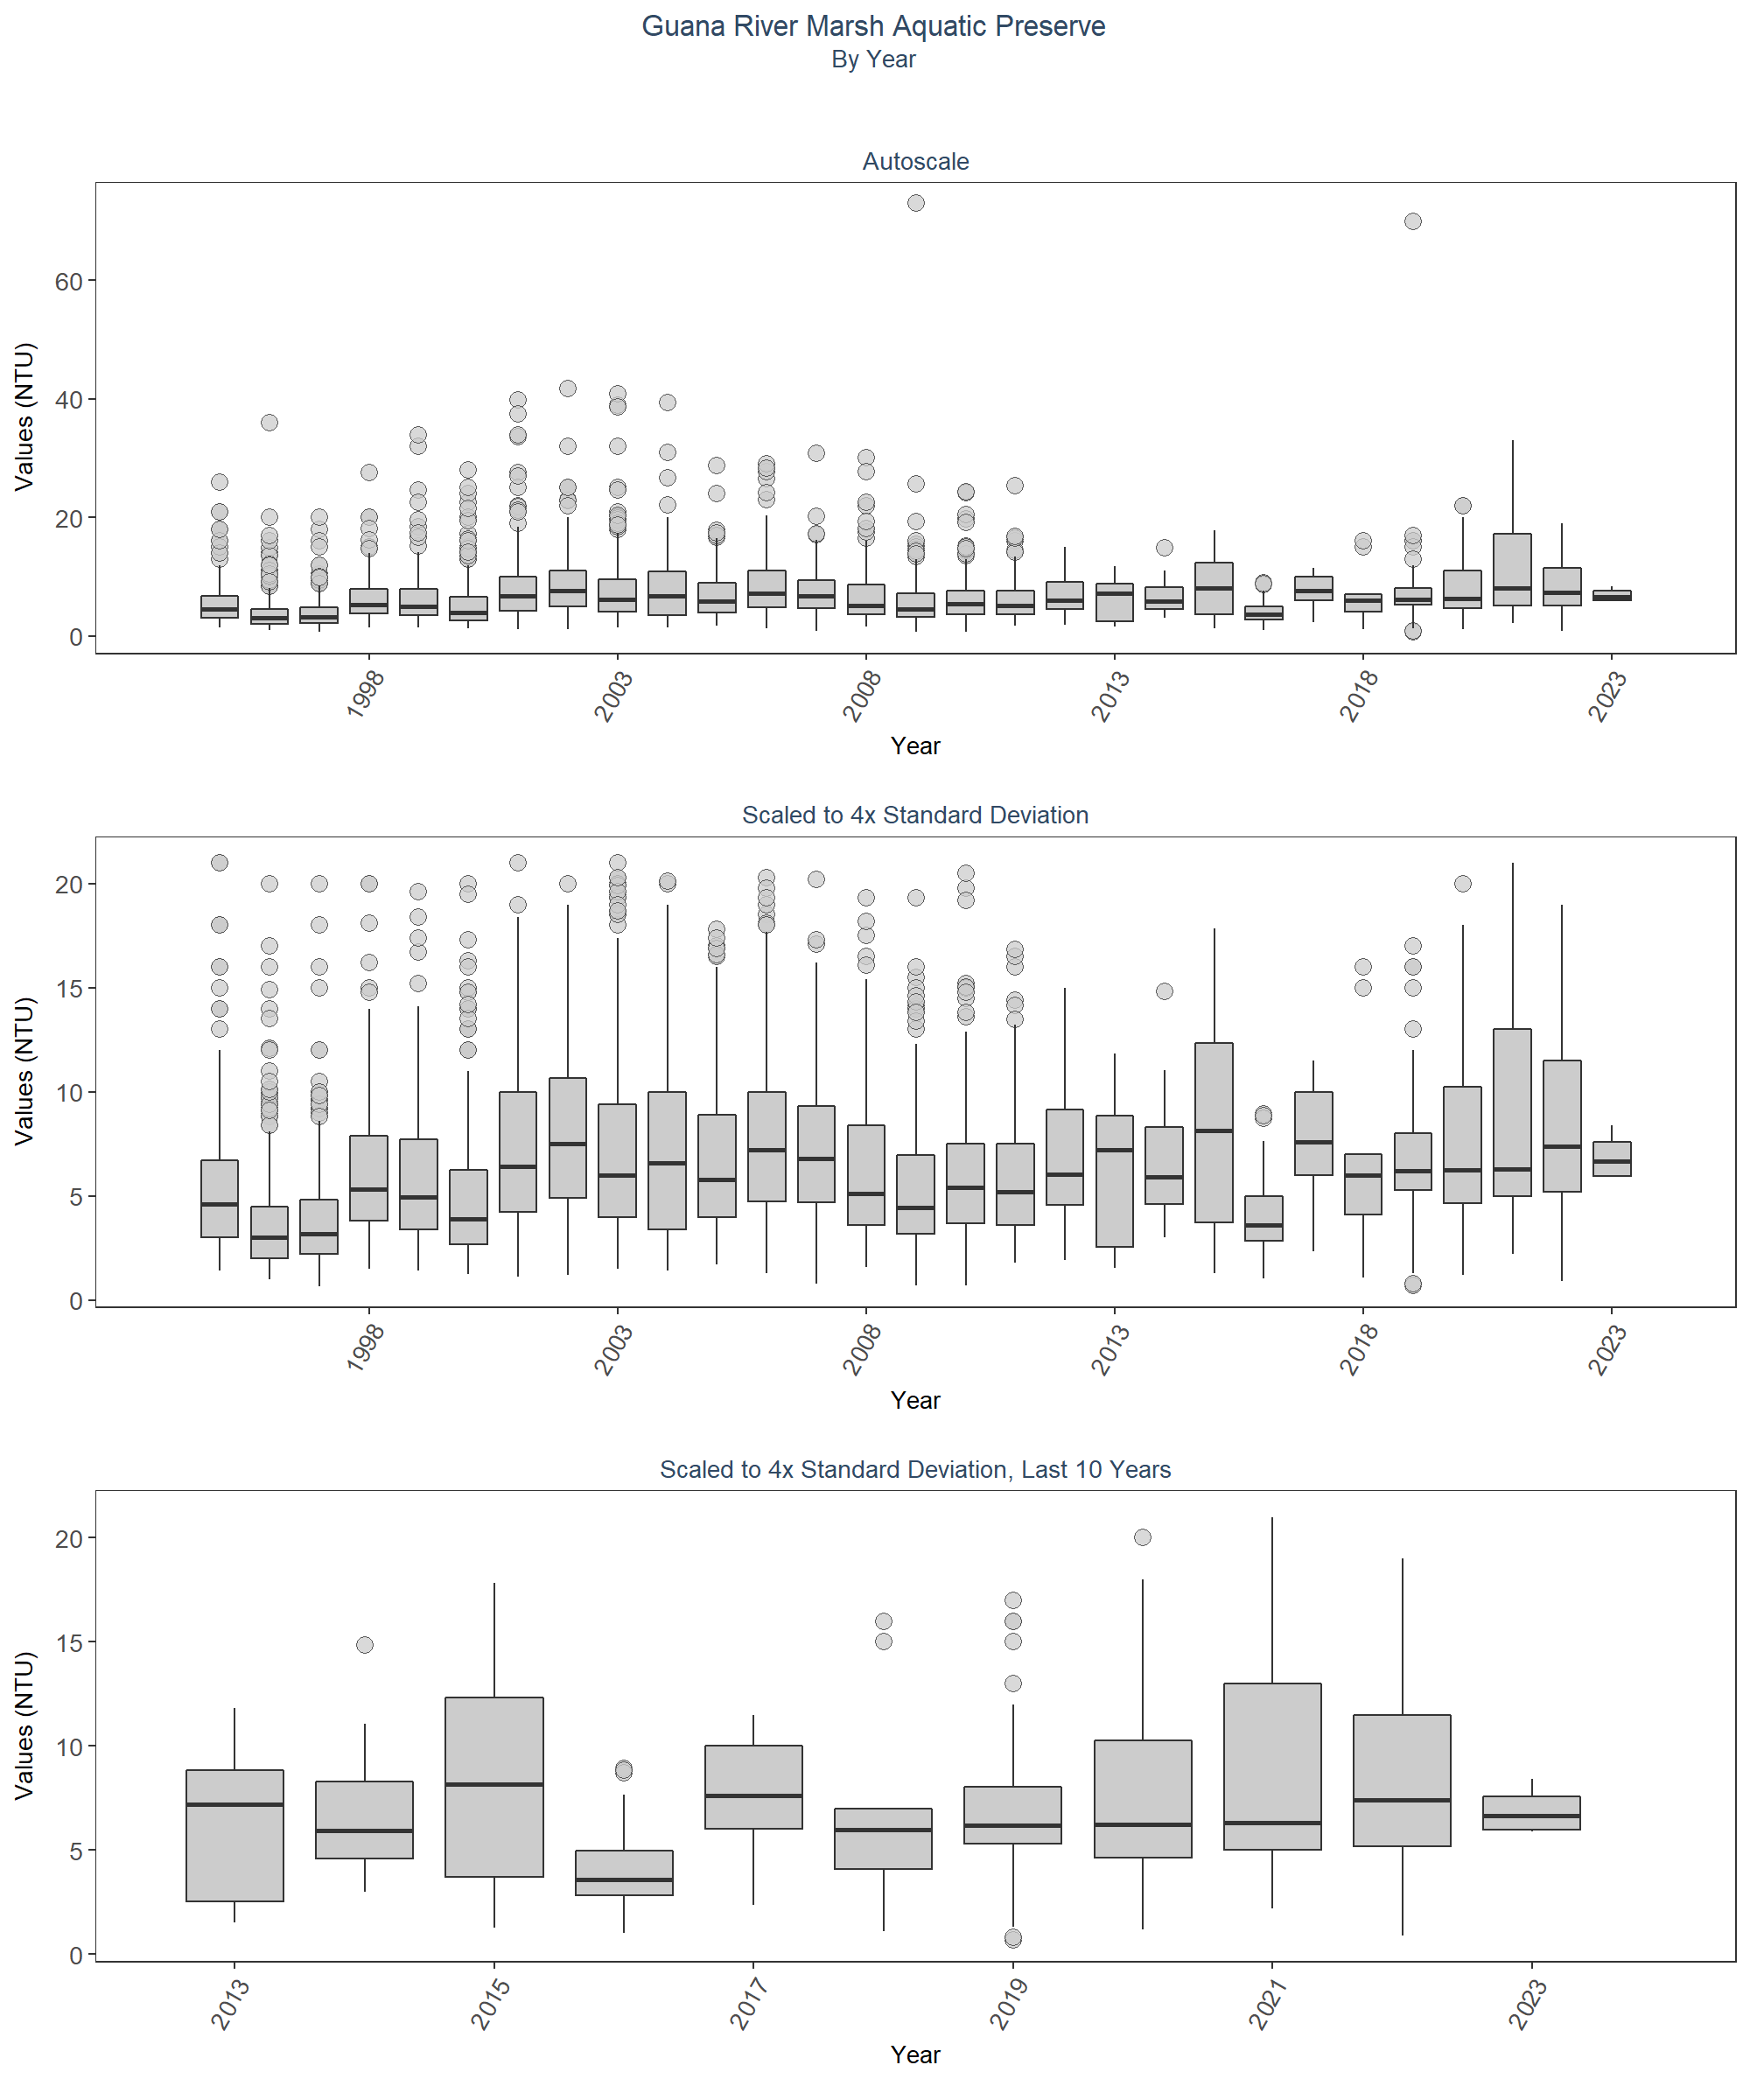 Guana River Marsh Aquatic Preserve
By Year
Autoscale
Values (NTU)
60
40
20
0
1998
2003
2008
2013
2018
2023
Year
Scaled to 4x Standard Deviation
Values (NTU)
20
15
10
5
0
1998
2003
2008
2013
2018
2023
Year
Scaled to 4x Standard Deviation, Last 10 Years
Values (NTU)
20
15
10
5
0
2013
2015
2017
2019
2021
2023
Year